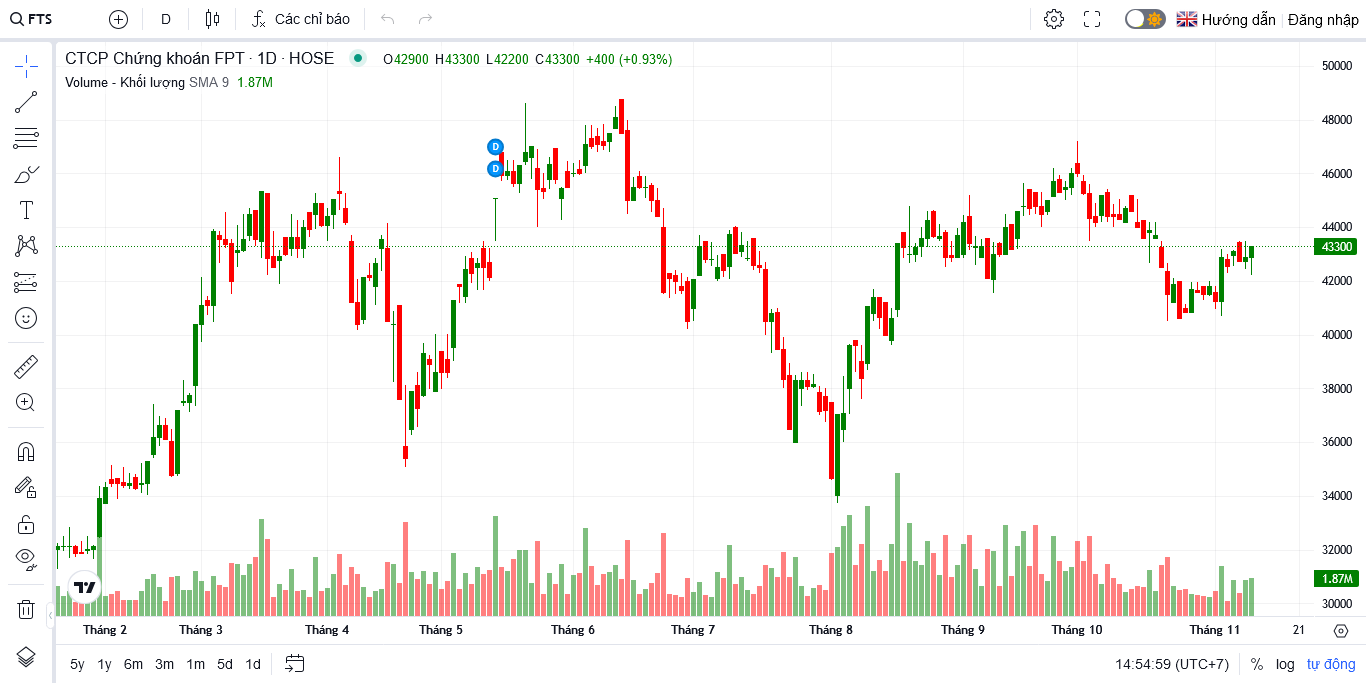 FTS D Các chỉ báo Hướng dẫn Đăng nhập
CTCP Chứng khoán FPT · 1D · HOSE O42900 H43300 L42200 C43300 +400 (+0.93%)
Volume - Khối lượng SMA 9 1.87M
50000
48000
D
D
46000
44000
43300
42000
40000
38000
36000
34000
32000
1.87M
30000
Tháng 2 Tháng 3 Tháng 4 Tháng 5 Tháng 6 Tháng 7 Tháng 8 Tháng 9 Tháng 10 Tháng 11 21
5y 1y 6m 3m 1m 5d 1d 14:54:59 (UTC+7) % log tự động